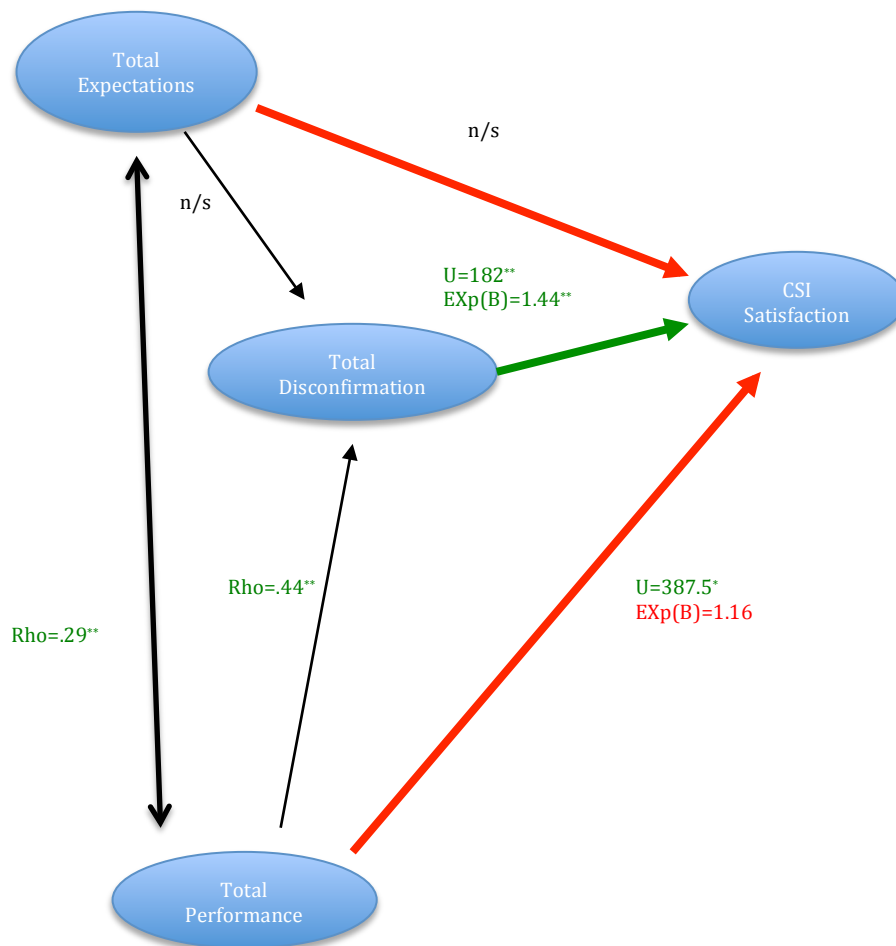 Total
Expectations
n/s
n/s
U=182**
EXp(B)=1.44**
CSI
Satisfaction
Total
Disconfirmation
Rho=.44**
U=387.5*
EXp(B)=1.16
Rho=.29**
Total
Performance